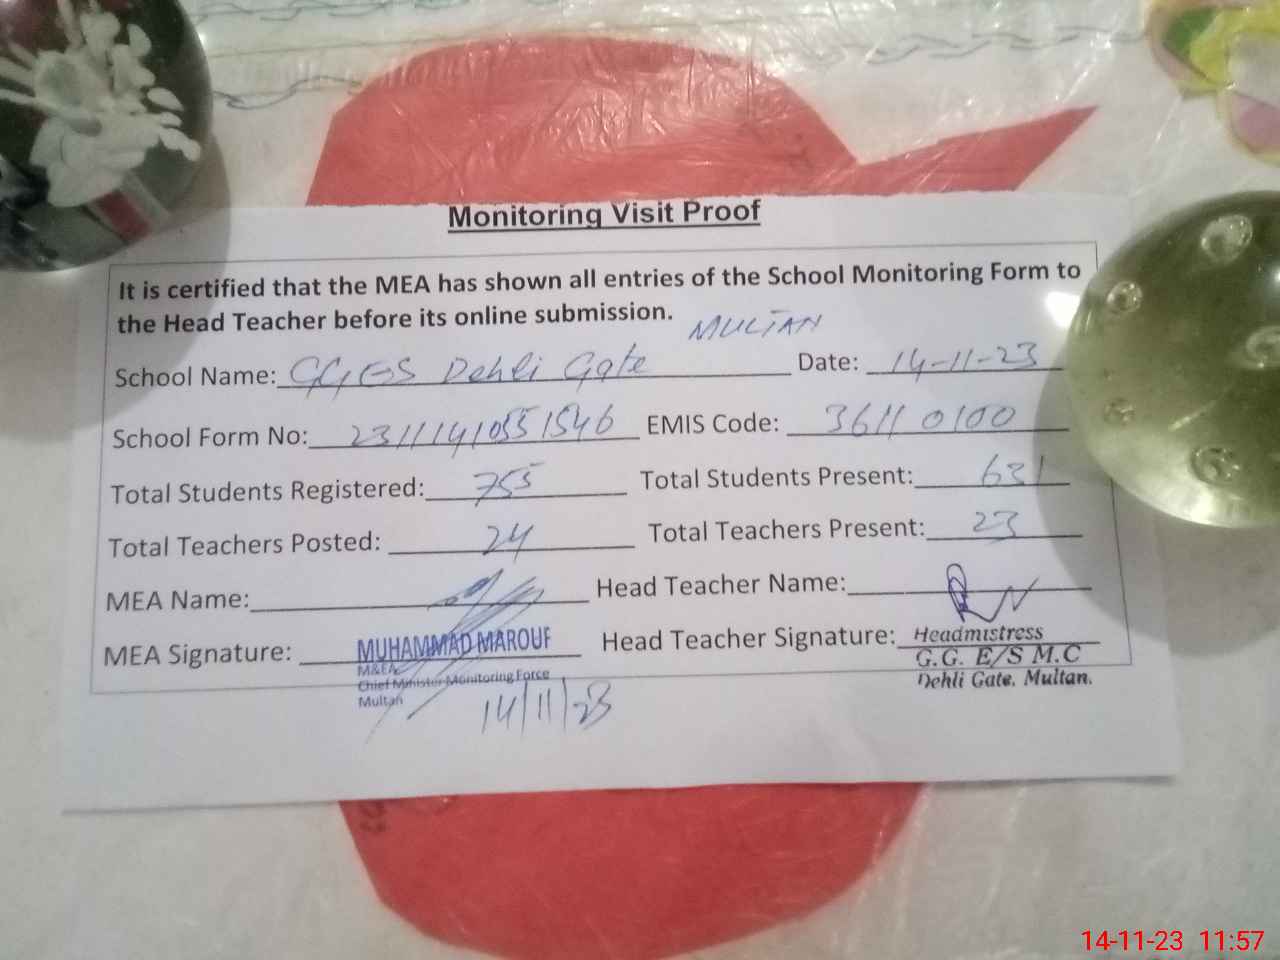 Monitoring Visit Proof
It is certified that the MEA has shown all entries of the School Monitoring Form to
the Head Teacher before its online submission.
MULTAN
School Name: GGES Dehli Gate Date: 14-11-23
School Form No: 23111410551546 EMIS Code: 36110100
Total Students Registered: 755 Total Students Present: 631
Total Teachers Posted: 24 Total Teachers Present: 23
MEA Name: Head Teacher Name:
MEA Signature: MUHAMMAD MAROUF Head Teacher Signature: Headmistress
M&EA G.G. E/S M.C
Chief Minister Monitoring Force Dehli Gate. Multan.
Multan
14/11/23
14-11-23 11:57